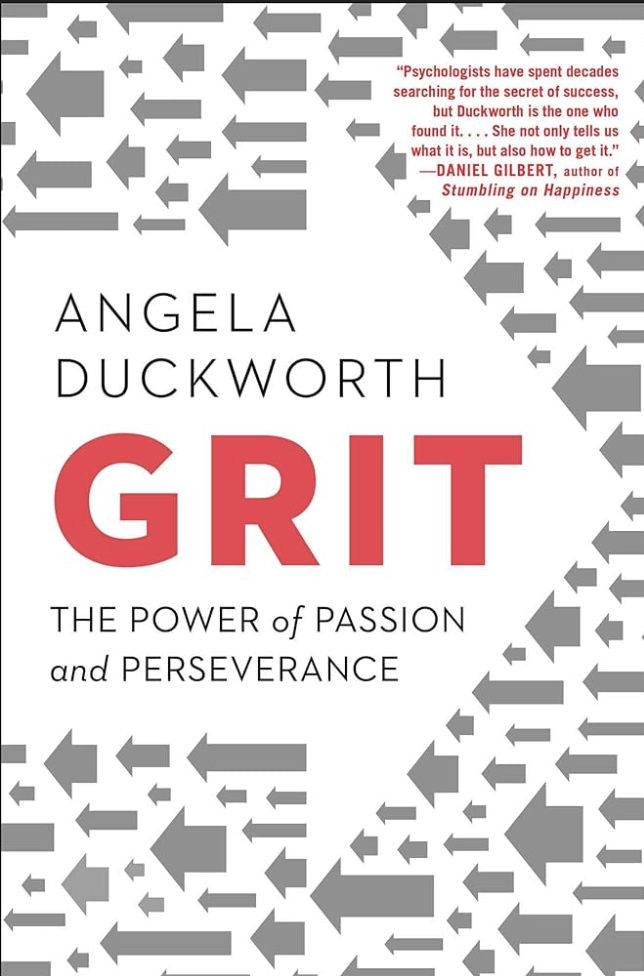 “Psychologists have spent decades
searching for the secret of success,
but Duckworth is the one who
found it. . . . She not only tells us
what it is, but also how to get it.”
—DANIEL GILBERT, author of
Stumbling on Happiness
ANGELA
DUCKWORTH
GRIT
THE POWER of PASSION
and PERSEVERANCE